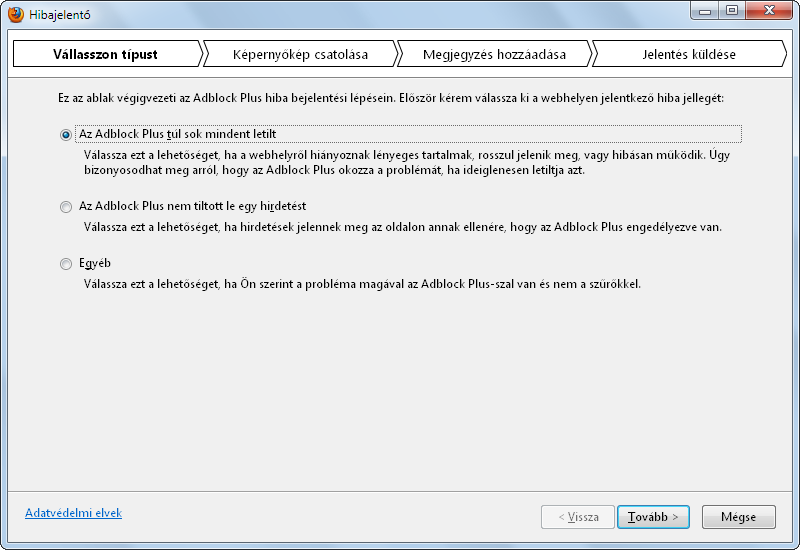 Hibajelentő
Vállasszon típust
Képernyőkép csatolása
Megjegyzés hozzáadása
Jelentés küldése
Ez az ablak végigvezeti az Adblock Plus hiba bejelentési lépésein. Először kérem válassza ki a webhelyen jelentkező hiba jellegét:
Az Adblock Plus túl sok mindent letilt
Válassza ezt a lehetőséget, ha a webhelyről hiányoznak lényeges tartalmak, rosszul jelenik meg, vagy hibásan működik. Úgy
bizonyosodhat meg arról, hogy az Adblock Plus okozza a problémát, ha ideiglenesen letiltja azt.
Az Adblock Plus nem tiltott le egy hirdetést
Válassza ezt a lehetőséget, ha hirdetések jelennek meg az oldalon annak ellenére, hogy az Adblock Plus engedélyezve van.
Egyéb
Válassza ezt a lehetőséget, ha Ön szerint a probléma magával az Adblock Plus-szal van és nem a szűrőkkel.
Adatvédelmi elvek
< Vissza
Tovább >
Mégse